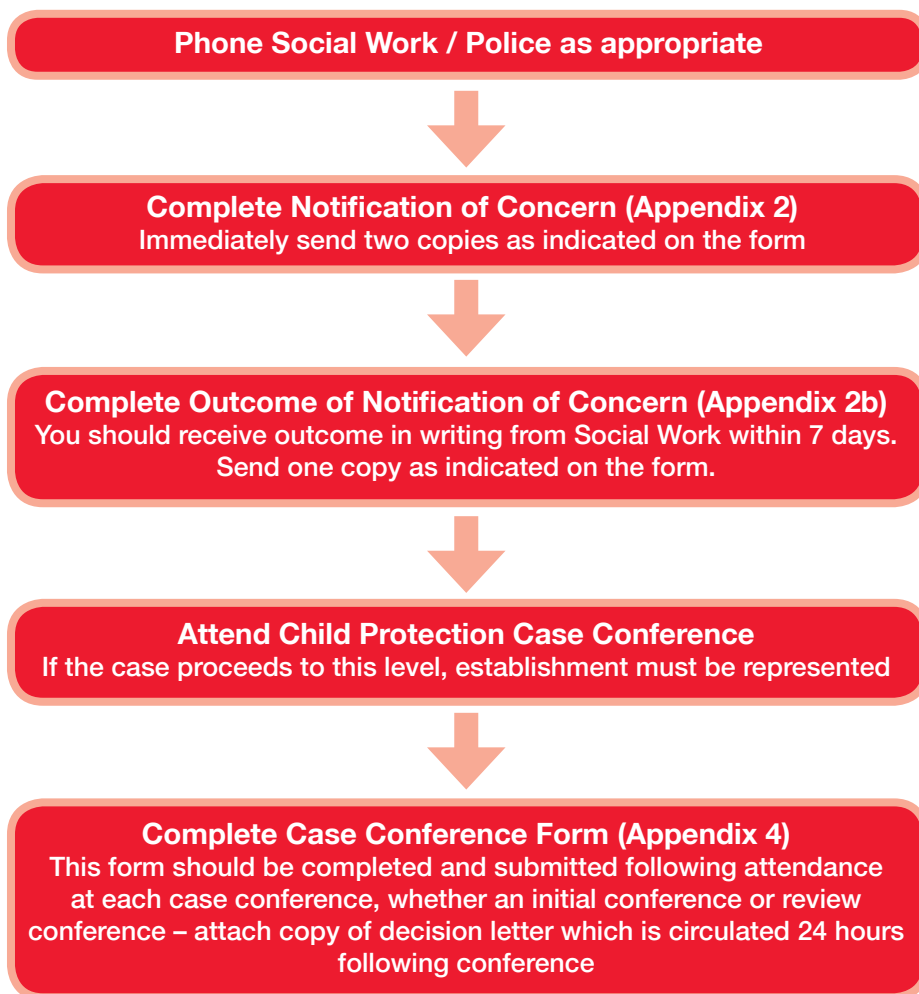 Phone Social Work / Police as appropriate
Complete Notification of Concern (Appendix 2)
Immediately send two copies as indicated on the form
Complete Outcome of Notification of Concern (Appendix 2b)
You should receive outcome in writing from Social Work within 7 days.
Send one copy as indicated on the form.
Attend Child Protection Case Conference
If the case proceeds to this level, establishment must be represented
Complete Case Conference Form (Appendix 4)
This form should be completed and submitted following attendance
at each case conference, whether an initial conference or review
conference – attach copy of decision letter which is circulated 24 hours
following conference